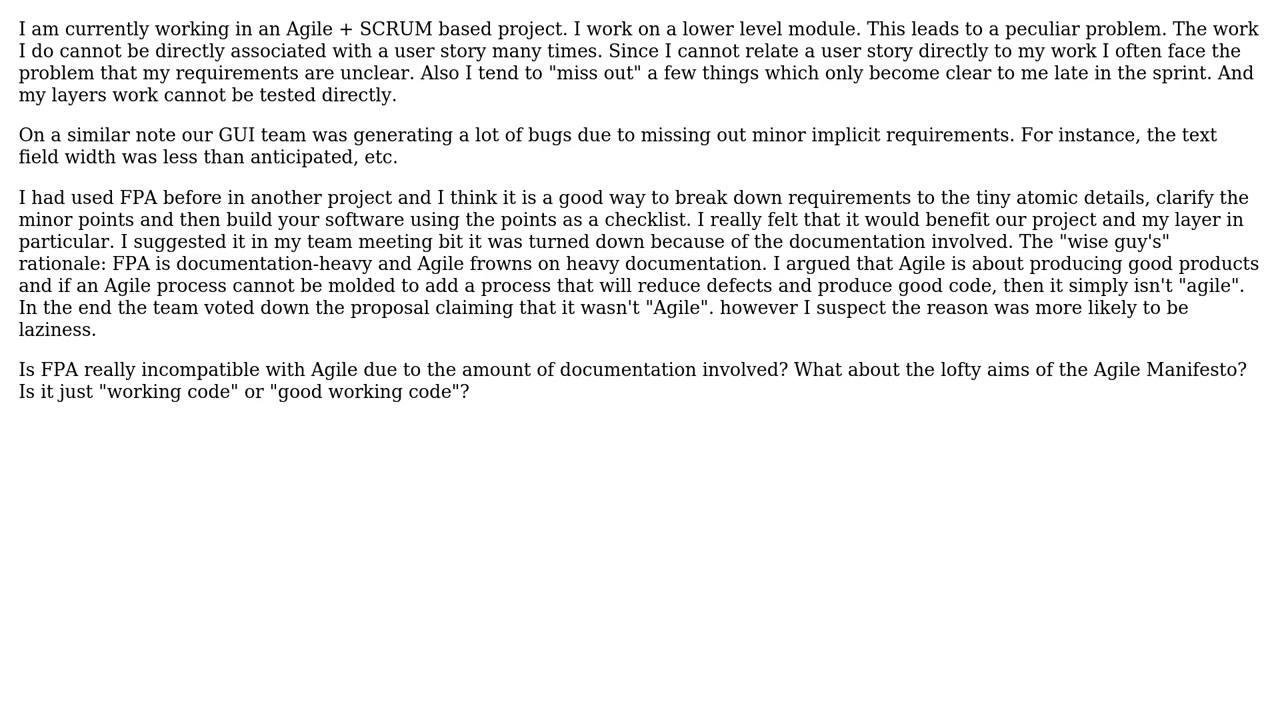 I am currently working in an Agile + SCRUM based project. I work on a lower level module. This leads to a peculiar problem. The work
I do cannot be directly associated with a user story many times. Since I cannot relate a user story directly to my work I often face the
problem that my requirements are unclear. Also I tend to "miss out" a few things which only become clear to me late in the sprint. And
my layers work cannot be tested directly.
On a similar note our GUI team was generating a lot of bugs due to missing out minor implicit requirements. For instance, the text
field width was less than anticipated, etc.
I had used FPA before in another project and I think it is a good way to break down requirements to the tiny atomic details, clarify the
minor points and then build your software using the points as a checklist. I really felt that it would benefit our project and my layer in
particular. I suggested it in my team meeting bit it was turned down because of the documentation involved. The "wise guy's"
rationale: FPA is documentation-heavy and Agile frowns on heavy documentation. I argued that Agile is about producing good products
and if an Agile process cannot be molded to add a process that will reduce defects and produce good code, then it simply isn't "agile".
In the end the team voted down the proposal claiming that it wasn't "Agile". however I suspect the reason was more likely to be
laziness.
Is FPA really incompatible with Agile due to the amount of documentation involved? What about the lofty aims of the Agile Manifesto?
Is it just "working code" or "good working code"?